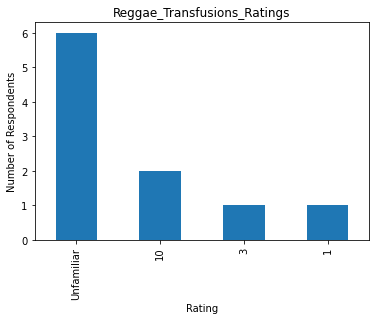 Reggae_Transfusions_Ratings
Number of Respondents
6
5
4
3
2
1
0
Unfamiliar
10
3
1
Rating